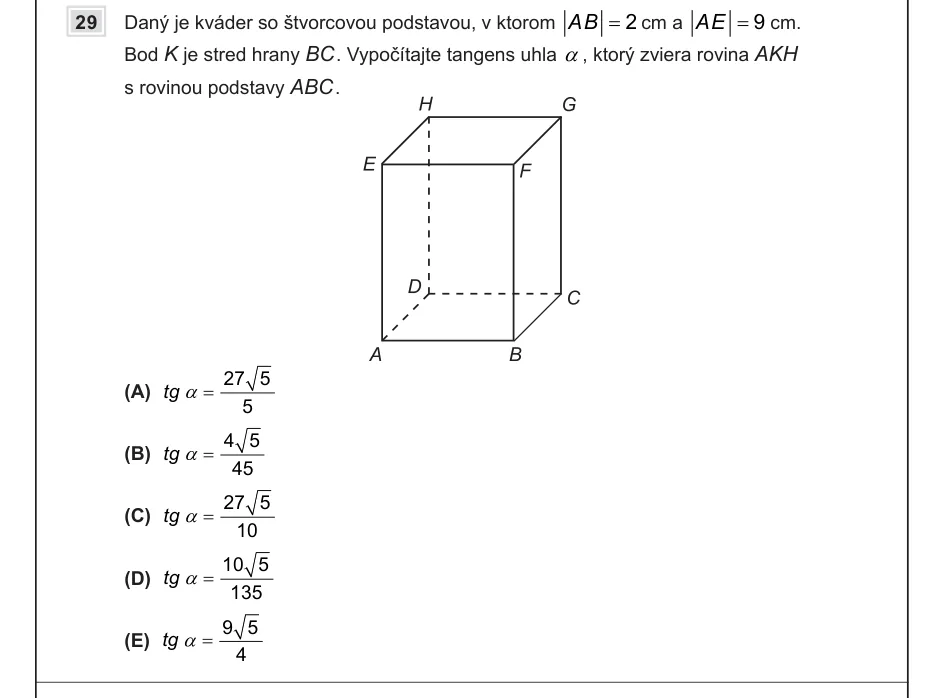 29 Daný je kváder so štvorcovou podstavou, v ktorom |AB| = 2 cm a |AE| = 9 cm.
Bod K je stred hrany BC. Vypočítajte tangens uhla α, ktorý zviera rovina AKH
s rovinou podstavy ABC.
H G
E F
D C
A B
(A) tg α = 27√5/5
(B) tg α = 4√5/45
(C) tg α = 27√5/10
(D) tg α = 10√5/135
(E) tg α = 9√5/4